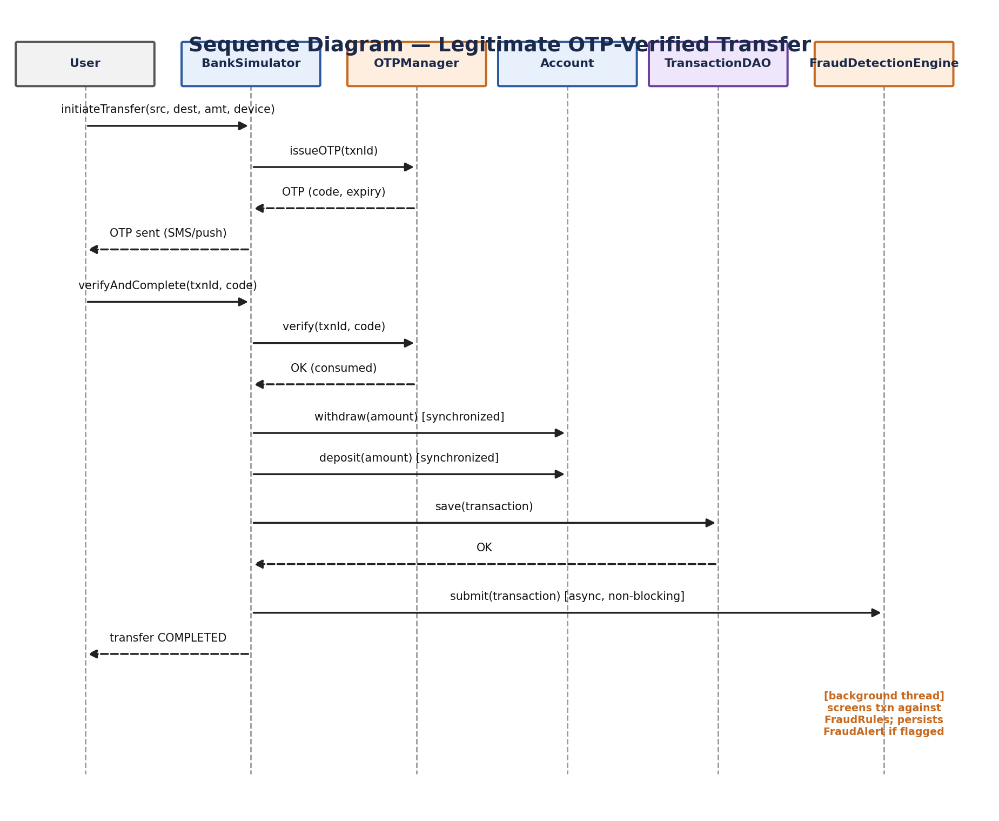 Sequence Diagram — Legitimate OTP-Verified Transfer
User
BankSimulator
OTPManager
Account
TransactionDAO
FraudDetectionEngine
initiateTransfer(src, dest, amt, device)
issueOTP(txnId)
OTP (code, expiry)
OTP sent (SMS/push)
verifyAndComplete(txnId, code)
verify(txnId, code)
OK (consumed)
withdraw(amount) [synchronized]
deposit(amount) [synchronized]
save(transaction)
OK
submit(transaction) [async, non-blocking]
transfer COMPLETED
[background thread]
screens txn against
FraudRules; persists
FraudAlert if flagged